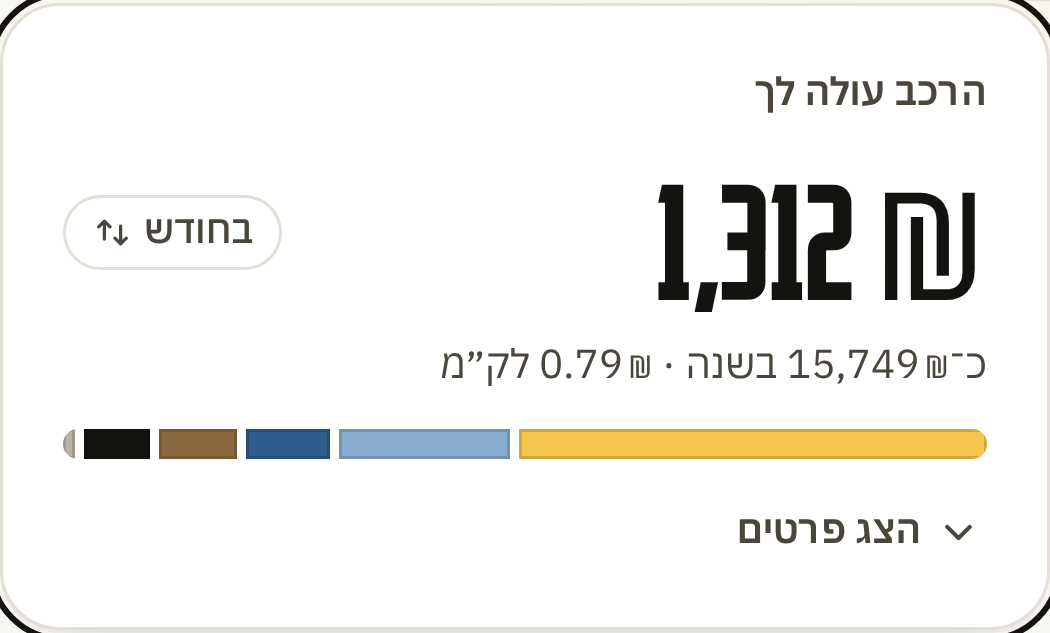 הרכב עולה לך
₪ 1,312
בחודש
כ־₪15,749 בשנה · ₪0.79 לק״מ
הצג פרטים